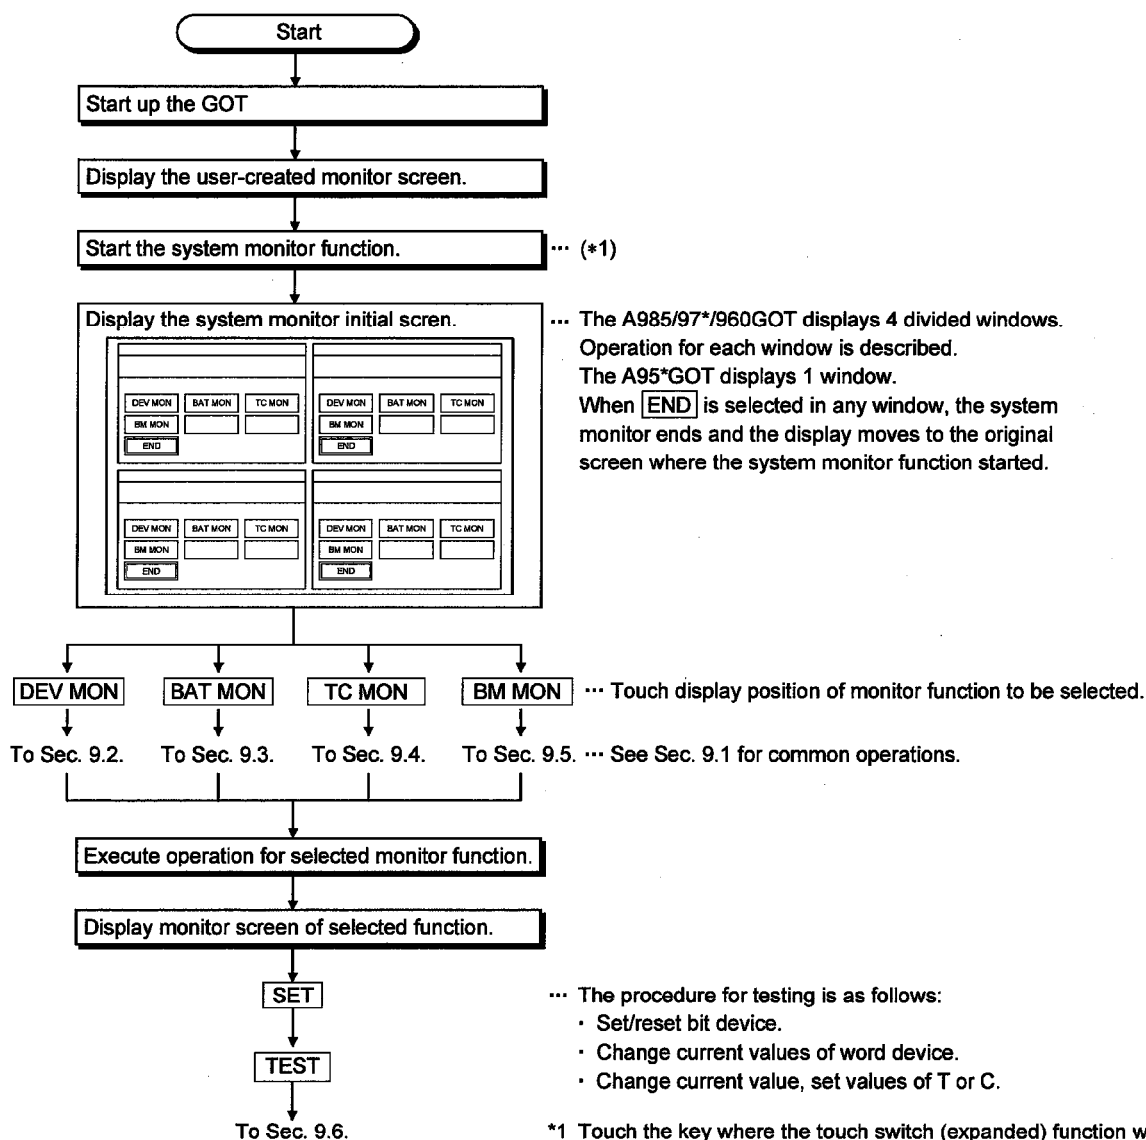 Start
Start up the GOT
Display the user-created monitor screen.
Start the system monitor function. ··· (*1)
Display the system monitor initial scren.
··· The A985/97*/960GOT displays 4 divided windows.
Operation for each window is described.
The A95*GOT displays 1 window.
When END is selected in any window, the system
monitor ends and the display moves to the original
screen where the system monitor function started.
DEV MON BAT MON TC MON DEV MON BAT MON TC MON
BM MON BM MON
END END
DEV MON BAT MON TC MON DEV MON BAT MON TC MON
BM MON BM MON
END END
DEV MON BAT MON TC MON BM MON ··· Touch display position of monitor function to be selected.
To Sec. 9.2. To Sec. 9.3. To Sec. 9.4. To Sec. 9.5. ··· See Sec. 9.1 for common operations.
Execute operation for selected monitor function.
Display monitor screen of selected function.
SET
··· The procedure for testing is as follows:
· Set/reset bit device.
· Change current values of word device.
· Change current value, set values of T or C.
TEST
To Sec. 9.6.
*1 Touch the key where the touch switch (expanded) function w